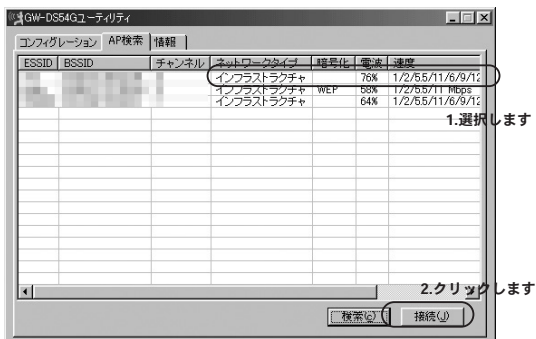 GW-DS54Gユーティリティ
コンフィグレーション AP検索 情報
ESSID BSSID チャンネル ネットワークタイプ 暗号化 電波 速度
インフラストラクチャ 76% 1/2/5.5/11/6/9/12
インフラストラクチャ WEP 58% 1/2/5.5/11 Mbps
インフラストラクチャ 64% 1/2/5.5/11/6/9/12
1.選択します
2.クリックします
検索(c) 接続(J)